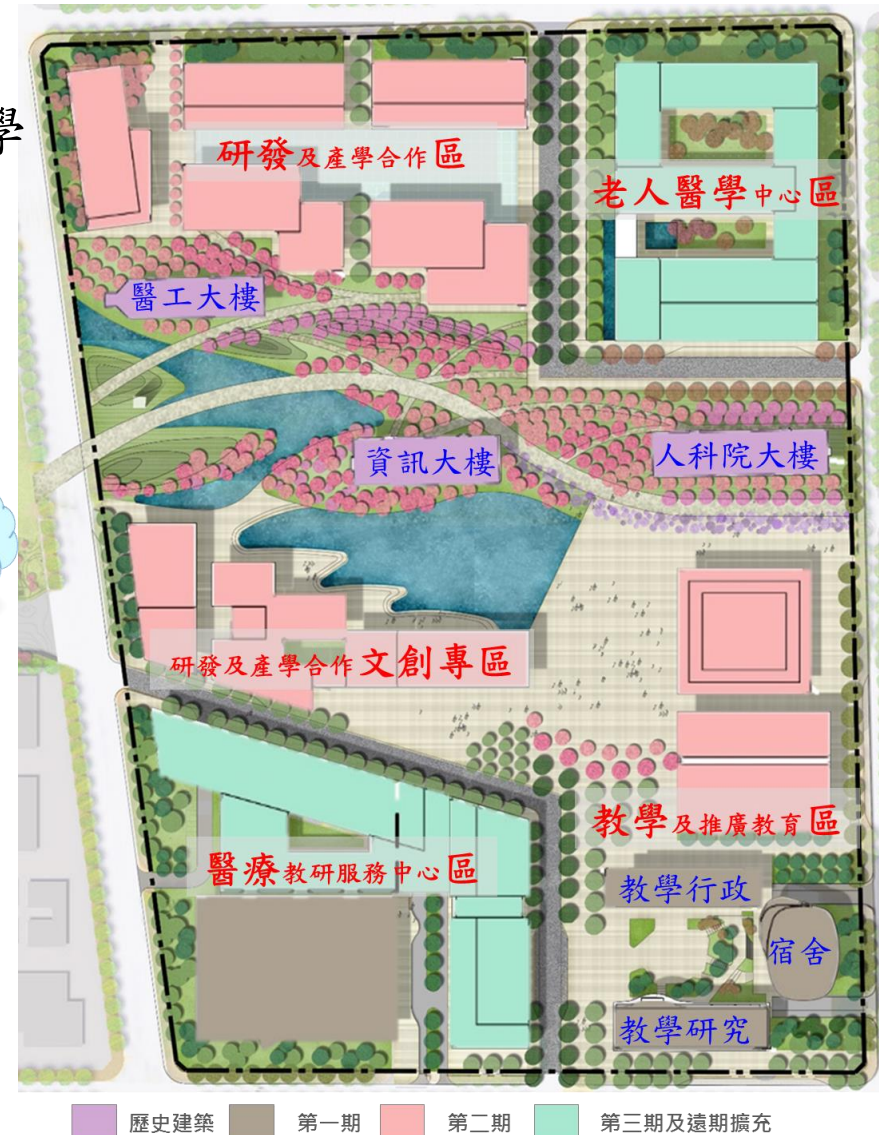 學
研發及產學合作區
老人醫學中心區
醫工大樓
資訊大樓
人科院大樓
研發及產學合作文創專區
教學及推廣教育區
醫療教研服務中心區
教學行政
宿舍
教學研究
歷史建築 第一期 第二期 第三期及遠期擴充